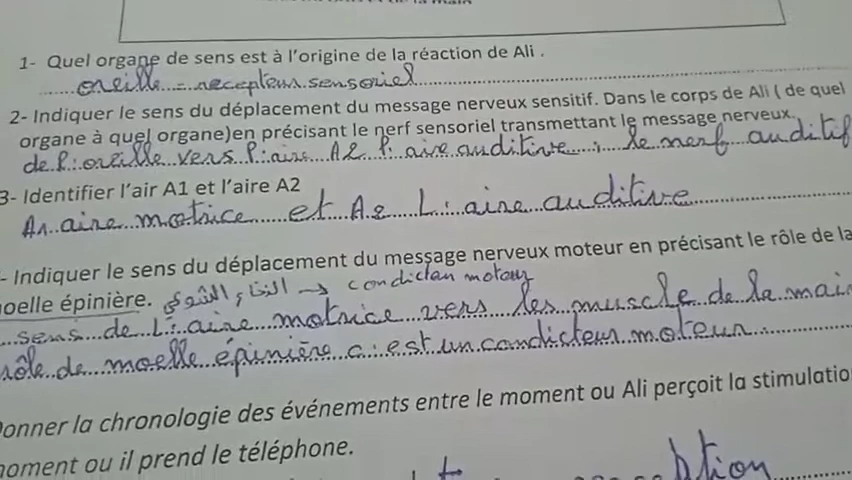 1- Quel organe de sens est à l'origine de la réaction de Ali .
oreille = recepteur sensoriel
2- Indiquer le sens du déplacement du message nerveux sensitif. Dans le corps de Ali ( de quel
organe à quel organe)en précisant le nerf sensoriel transmettant le message nerveux.
de l'oreille vers l'aire A2 l'aire auditive , le nerf auditif
3- Identifier l'air A1 et l'aire A2
A1 aire motrice et A2 L'aire auditive
- Indiquer le sens du déplacement du message nerveux moteur en précisant le rôle de la
moelle épinière. النخاع الشوكي → condictan moteur
sens de L'aire motrice vers les muscle de la main
rôle de moelle épinière c'est un condicteur moteur
Donner la chronologie des événements entre le moment ou Ali perçoit la stimulatio
moment ou il prend le téléphone.